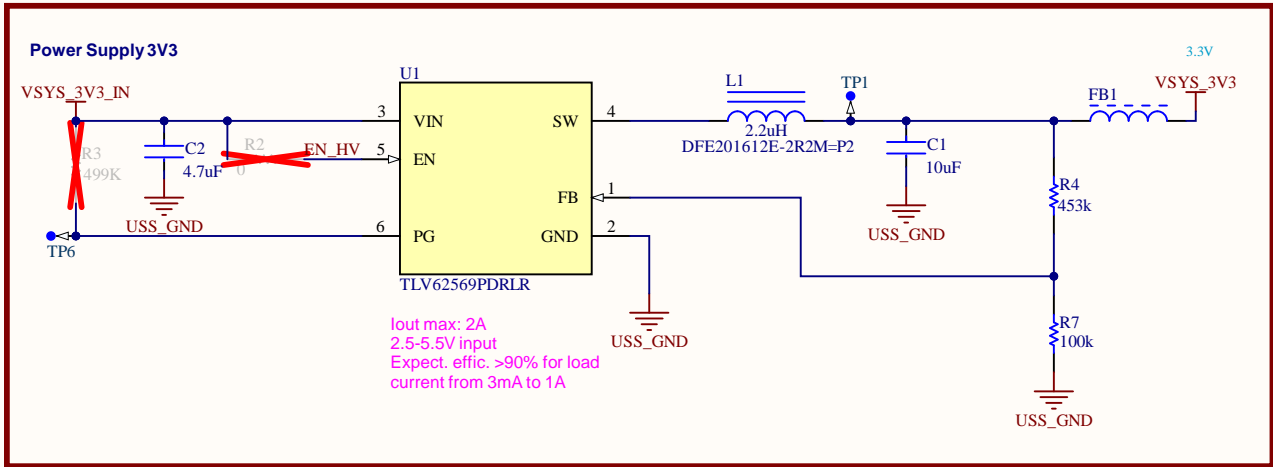 Power Supply 3V3
3.3V
VSYS_3V3_IN
U1
L1
TP1
FB1
VSYS_3V3
3
VIN
SW
4
2.2uH
DFE201612E-2R2M=P2
R3
499K
C2
4.7uF
R2
0
EN_HV
5
EN
C1
10uF
R4
453k
USS_GND
FB
1
USS_GND
TP6
6
PG
GND
2
TLV62569PDRLR
USS_GND
R7
100k
Iout max: 2A
2.5-5.5V input
Expect. effic. >90% for load
current from 3mA to 1A
USS_GND